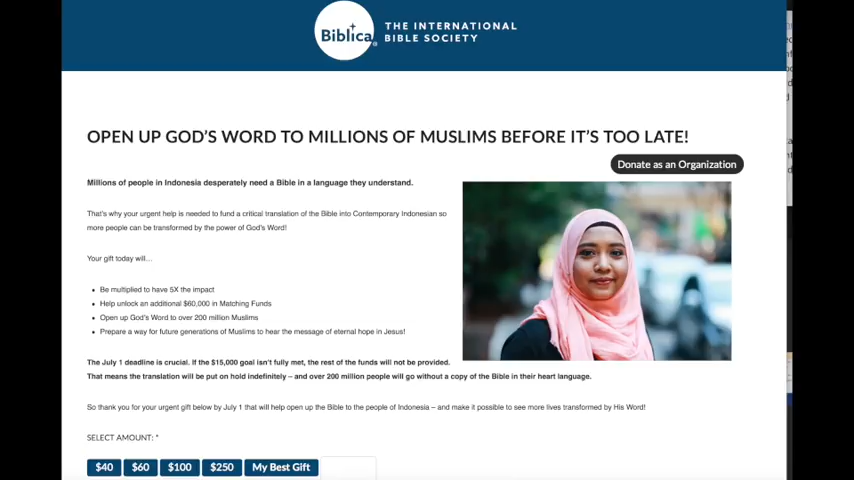 Biblica®
THE INTERNATIONAL
BIBLE SOCIETY
OPEN UP GOD'S WORD TO MILLIONS OF MUSLIMS BEFORE IT'S TOO LATE!
Donate as an Organization
Millions of people in Indonesia desperately need a Bible in a language they understand.
That's why your urgent help is needed to fund a critical translation of the Bible into Contemporary Indonesian so
more people can be transformed by the power of God's Word!
Your gift today will…
• Be multiplied to have 5X the impact
• Help unlock an additional $60,000 in Matching Funds
• Open up God's Word to over 200 million Muslims
• Prepare a way for future generations of Muslims to hear the message of eternal hope in Jesus!
The July 1 deadline is crucial. If the $15,000 goal isn't fully met, the rest of the funds will not be provided.
That means the translation will be put on hold indefinitely – and over 200 million people will go without a copy of the Bible in their heart language.
So thank you for your urgent gift below by July 1 that will help open up the Bible to the people of Indonesia – and make it possible to see more lives transformed by His Word!
SELECT AMOUNT: *
$40 $60 $100 $250 My Best Gift